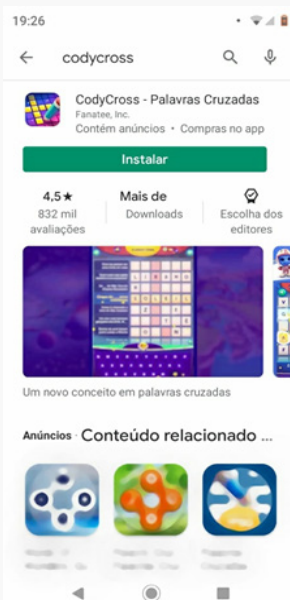 19:26
codycross
CodyCross - Palavras Cruzadas
Fanatee, Inc.
Contém anúncios • Compras no app
Instalar
4,5★
832 mil
avaliações
Mais de
Downloads
Escolha dos
editores
Um novo conceito em palavras cruzadas
Anúncios · Conteúdo relacionado ...